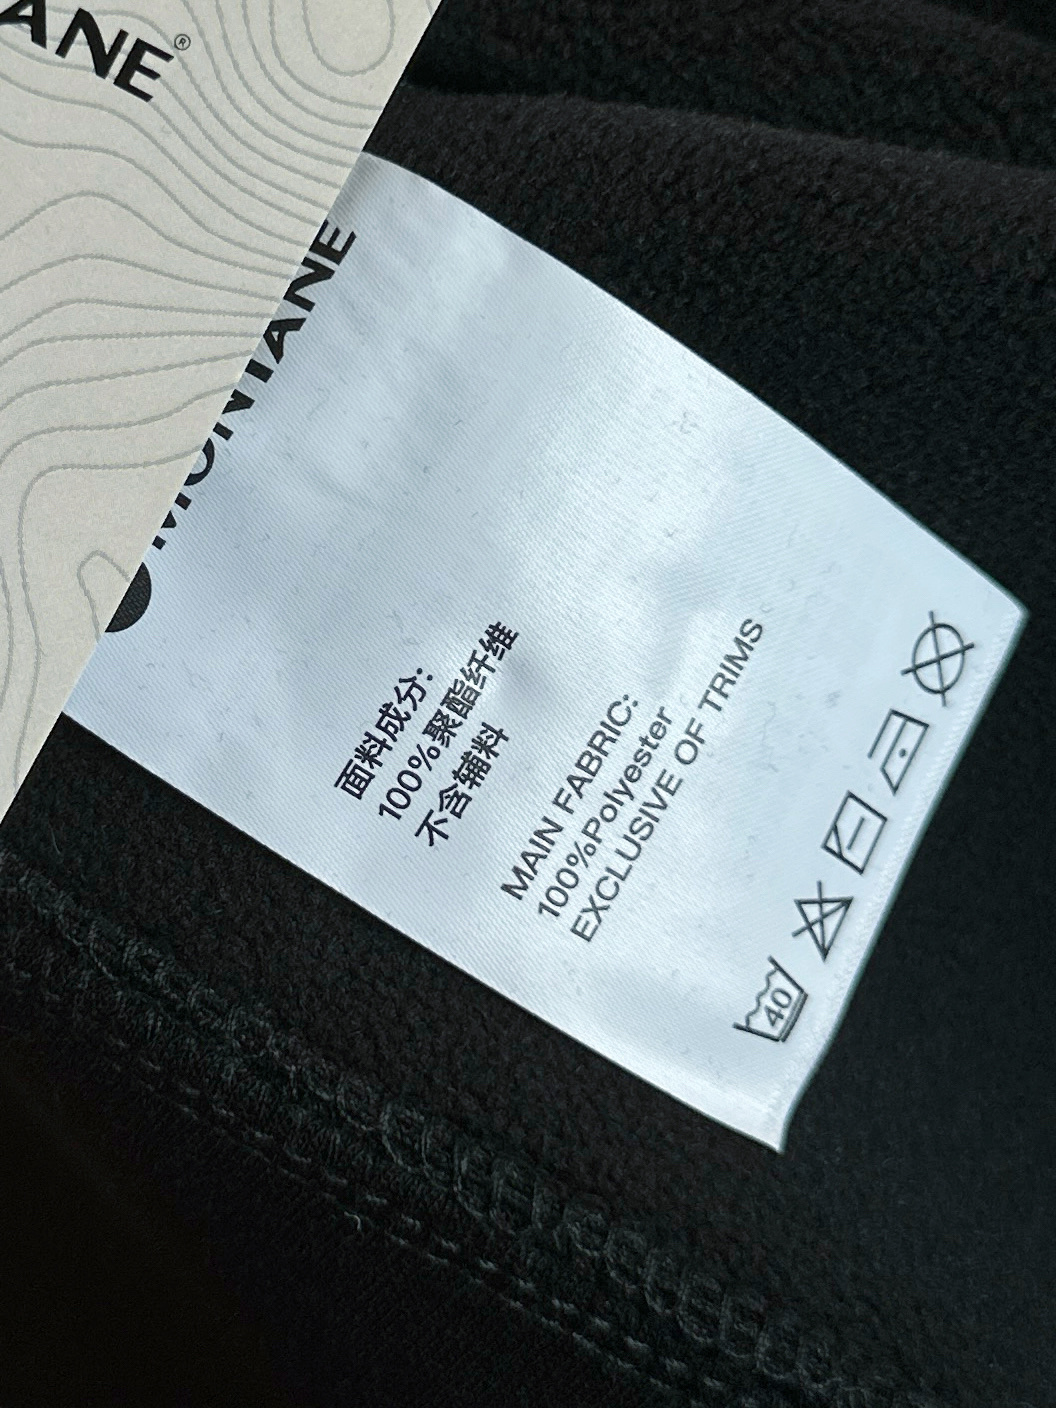 ANE®
MONTANE
面料成分:
100%聚酯纤维
不含辅料
MAIN FABRIC:
100%Polyester
EXCLUSIVE OF TRIMS
40